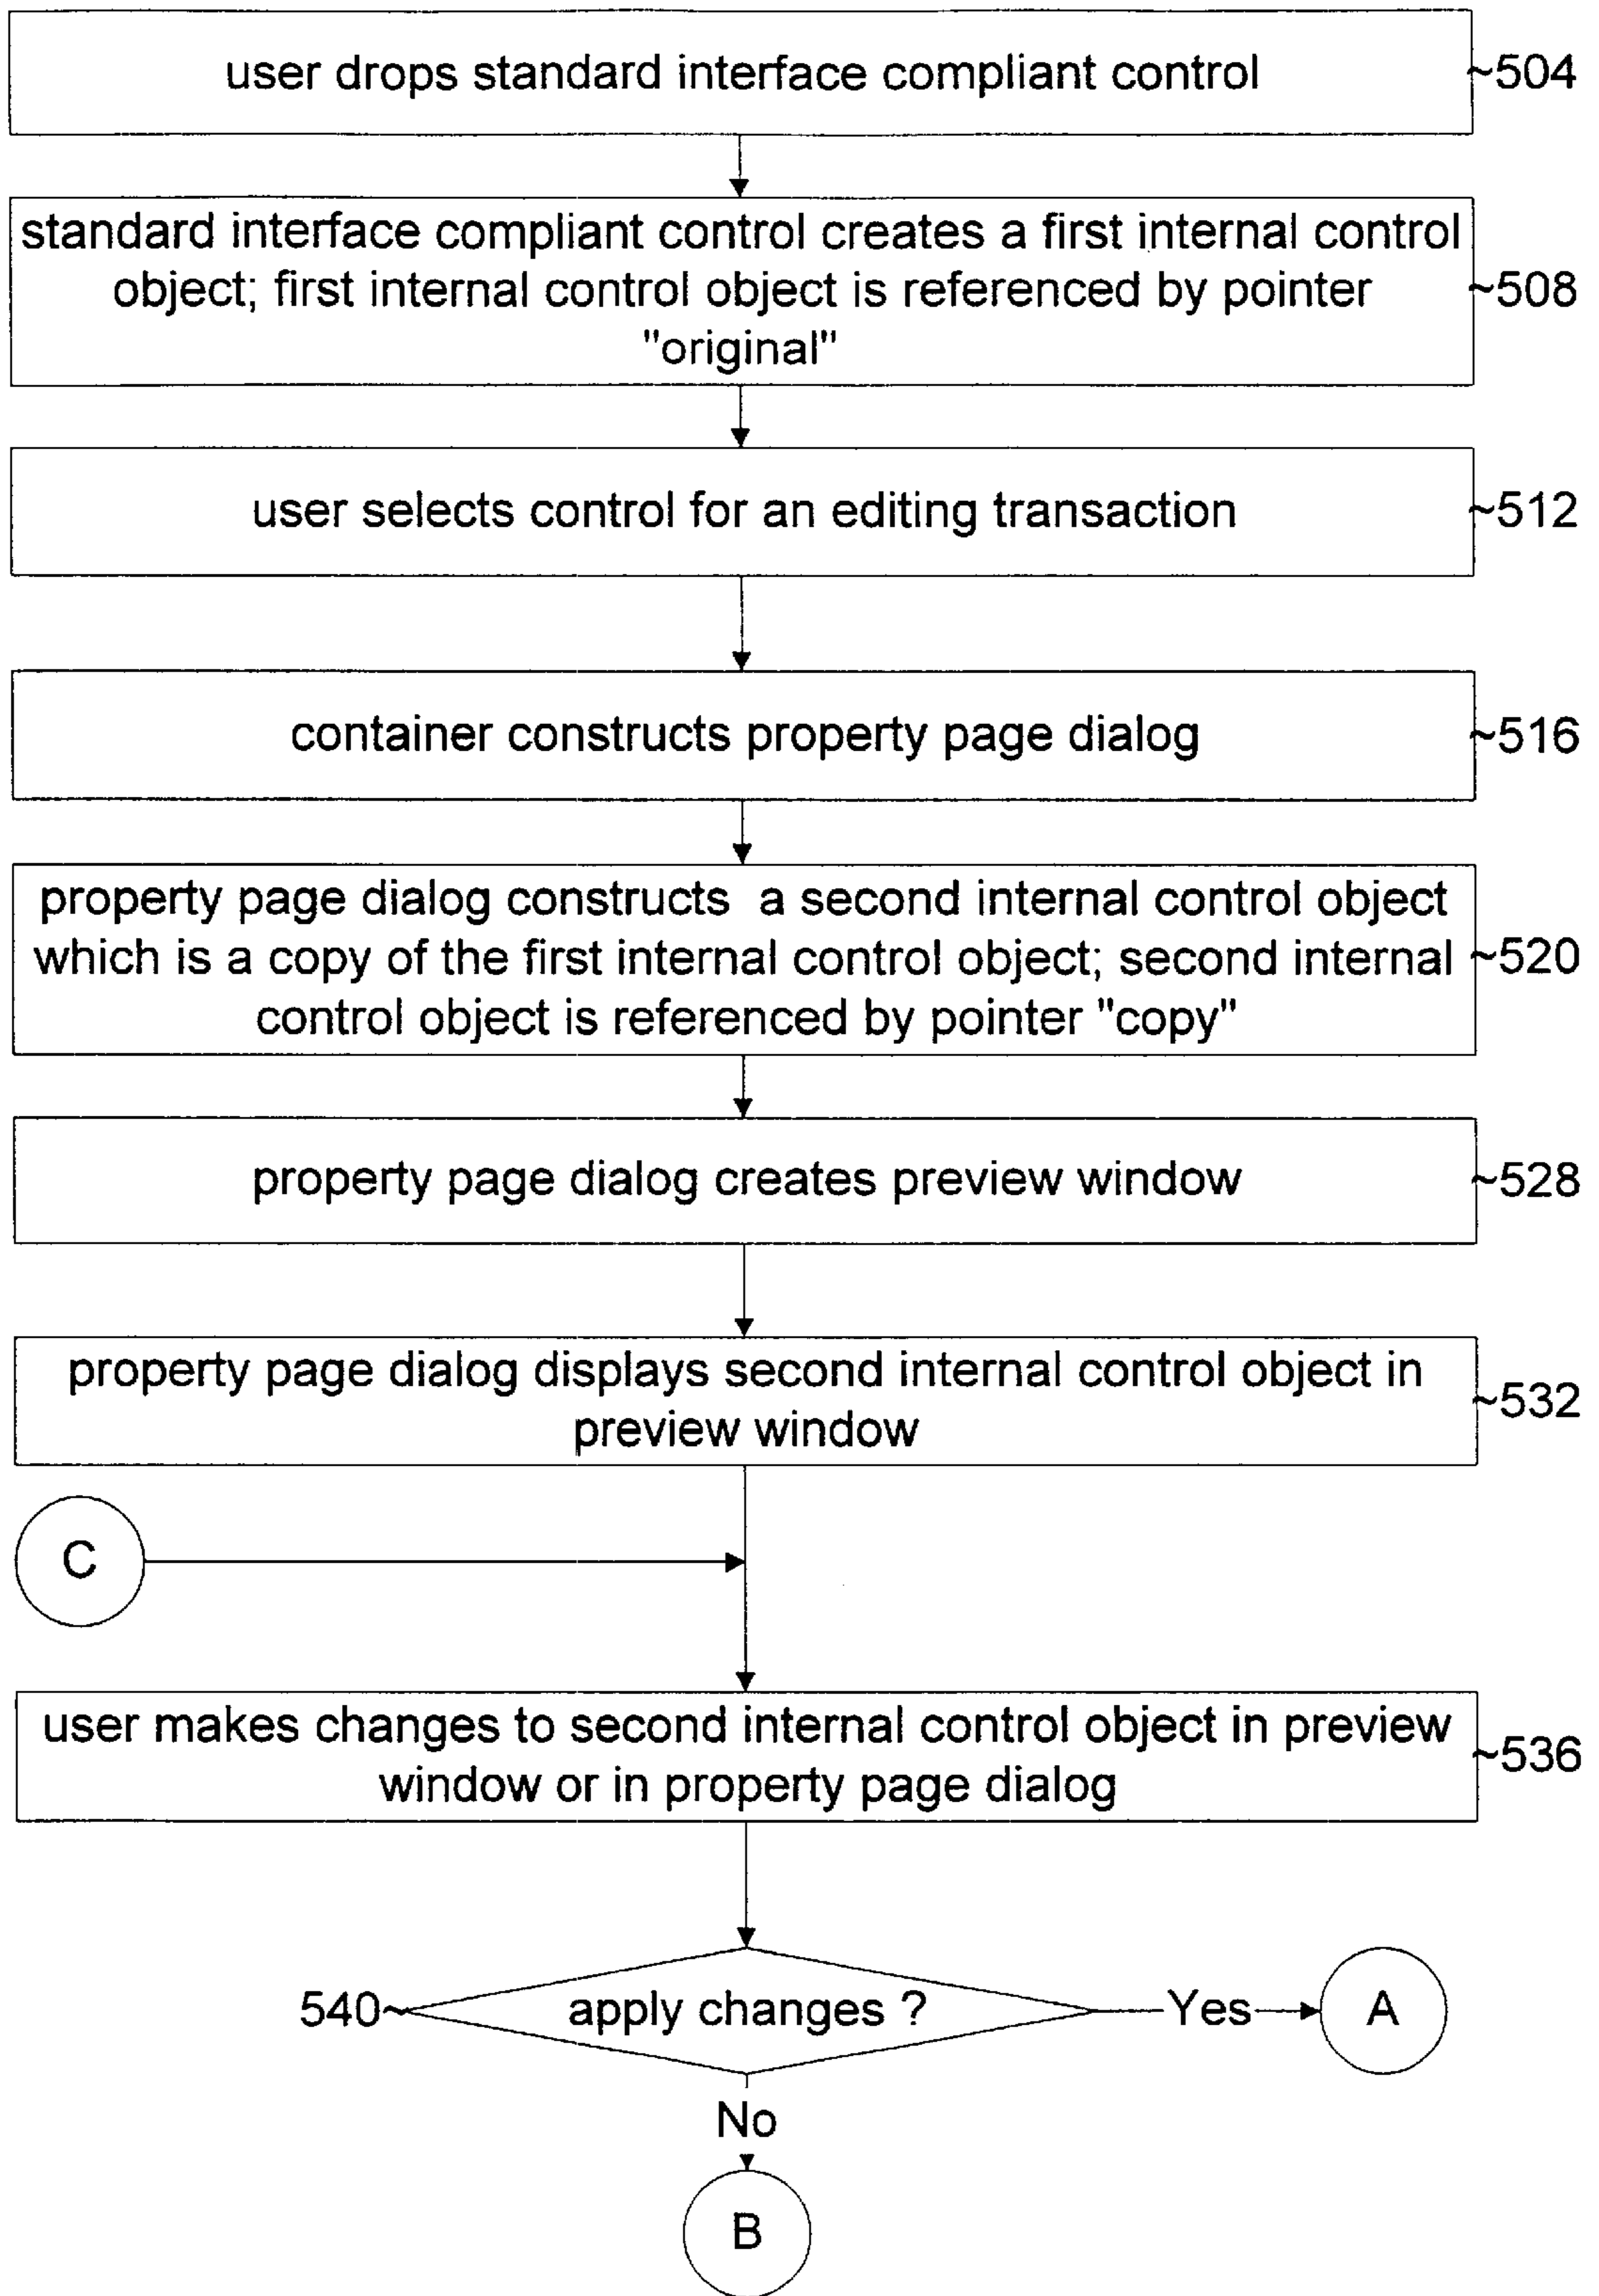 user drops standard interface compliant control ~504
standard interface compliant control creates a first internal control
object; first internal control object is referenced by pointer ~508
"original"
user selects control for an editing transaction ~512
container constructs property page dialog ~516
property page dialog constructs a second internal control object
which is a copy of the first internal control object; second internal ~520
control object is referenced by pointer "copy"
property page dialog creates preview window ~528
property page dialog displays second internal control object in
preview window ~532
C
user makes changes to second internal control object in preview
window or in property page dialog ~536
540~ apply changes ? Yes A
No
B